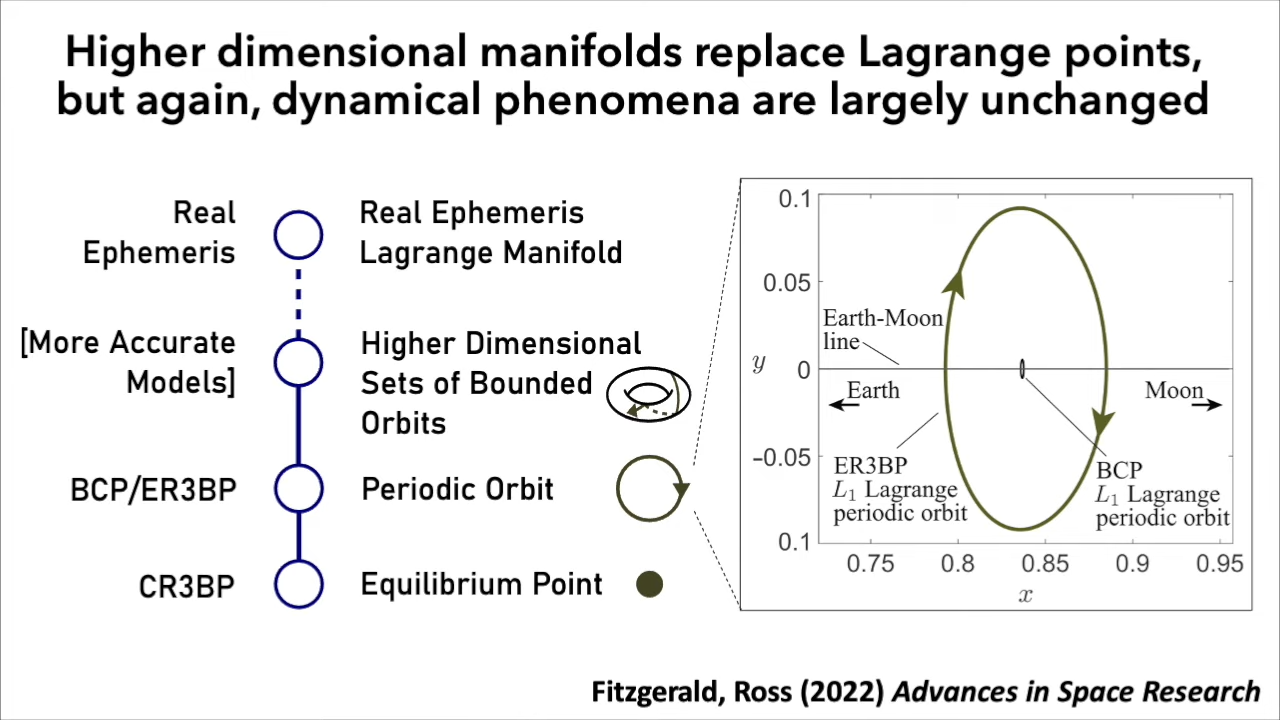 Higher dimensional manifolds replace Lagrange points,
but again, dynamical phenomena are largely unchanged
Real
Ephemeris
Real Ephemeris
Lagrange Manifold
[More Accurate
Models]
Higher Dimensional
Sets of Bounded
Orbits
BCP/ER3BP
Periodic Orbit
CR3BP
Equilibrium Point
0.1
0.05
0
-0.05
0.1
y
Earth-Moon
line
Earth
Moon
ER3BP
L₁ Lagrange
periodic orbit
BCP
L₁ Lagrange
periodic orbit
0.75 0.8 0.85 0.9 0.95
x
Fitzgerald, Ross (2022) Advances in Space Research